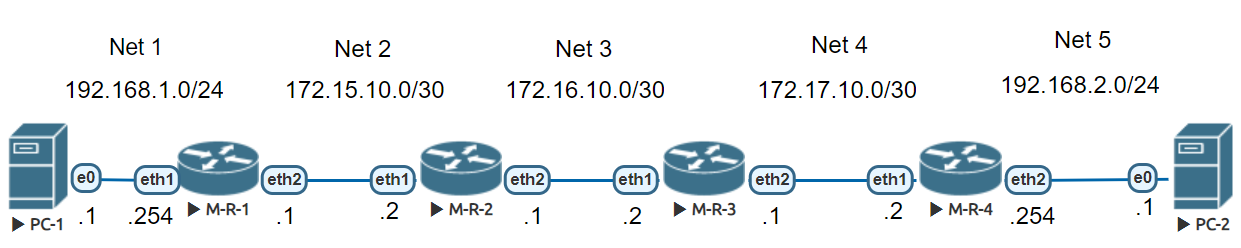 Net 1
Net 2
Net 3
Net 4
Net 5
192.168.1.0/24
172.15.10.0/30
172.16.10.0/30
172.17.10.0/30
192.168.2.0/24
e0
eth1
eth2
eth1
eth2
eth1
eth2
eth1
eth2
e0
.1
.254
.1
.2
.1
.2
.1
.2
.254
.1
PC-1
M-R-1
M-R-2
M-R-3
M-R-4
PC-2